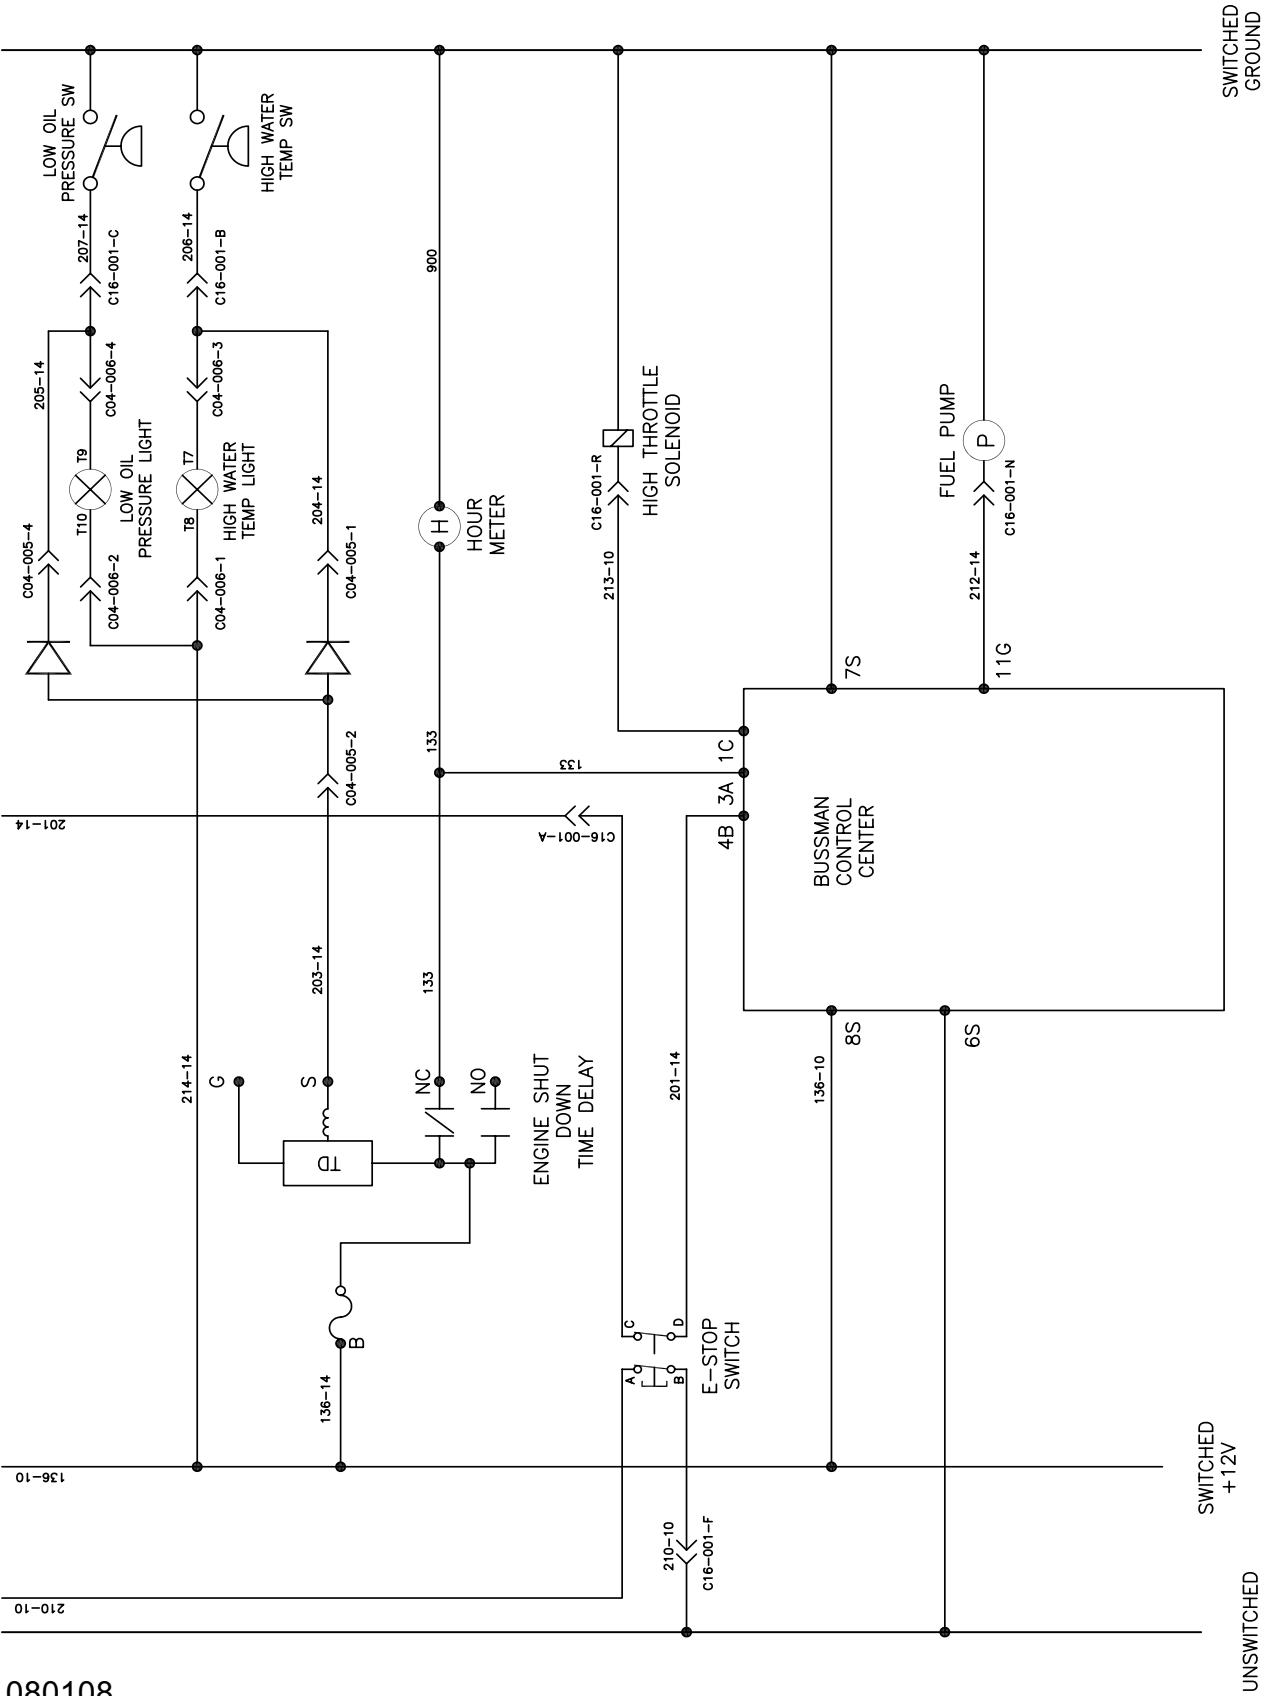 SWITCHED
GROUND
LOW OIL
PRESSURE SW
HIGH WATER
TEMP SW
207-14
C16-001-C
206-14
C16-001-B
900
205-14
C04-006-4
C04-006-3
T9
T10
LOW OIL
PRESSURE LIGHT
T7
T8
HIGH WATER
TEMP LIGHT
204-14
C04-005-4
C04-006-2
C04-006-1
C04-005-1
H
HOUR
METER
C16-001-R
HIGH THROTTLE
SOLENOID
213-10
FUEL PUMP
P
C16-001-N
212-14
7S
11G
133
133
1C
3A
4B
C04-005-2
201-14
C16-001-A
BUSSMAN
CONTROL
CENTER
203-14
133
214-14
G
S
NC
NO
TD
ENGINE SHUT
DOWN
TIME DELAY
201-14
136-10
8S
6S
B
136-14
C
D
A
B
E-STOP
SWITCH
136-10
SWITCHED
+12V
210-10
C16-001-F
210-10
UNSWITCHED
080108